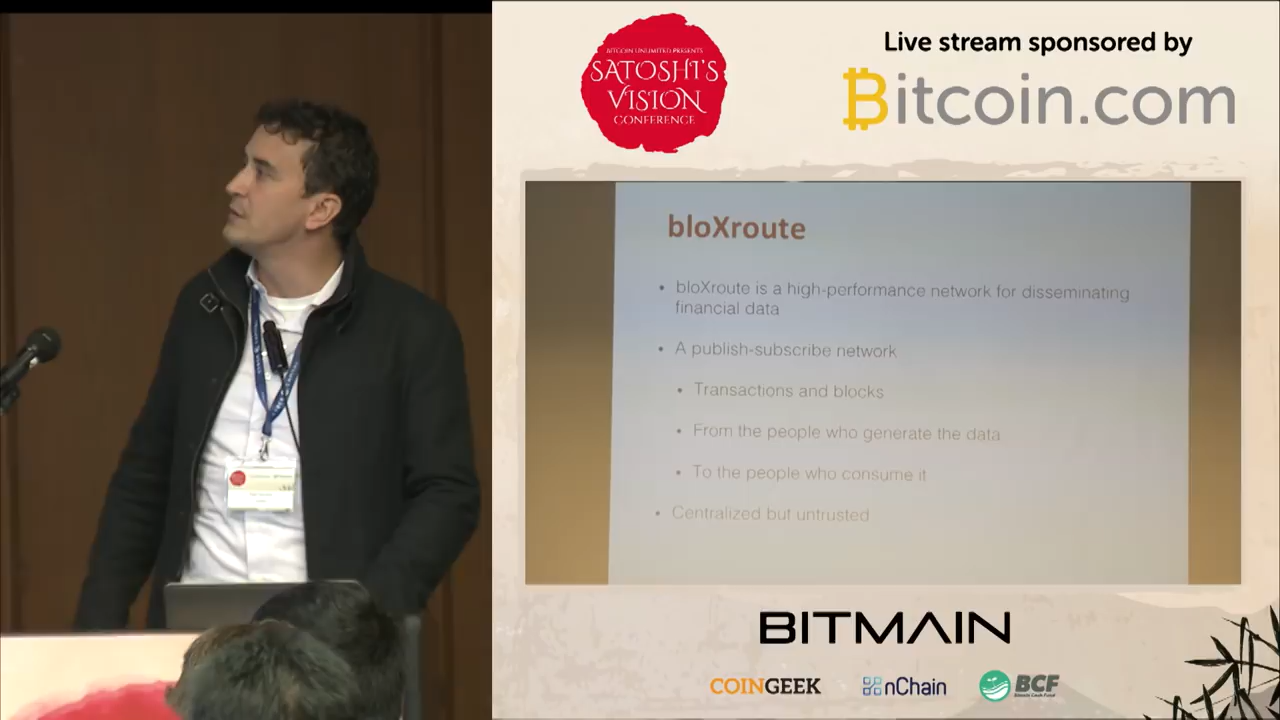 BITCOIN UNLIMITED PRESENTS
SATOSHI'S
VISION
CONFERENCE
Live stream sponsored by
Bitcoin.com
bloXroute
• bloXroute is a high-performance network for disseminating
financial data
• A publish-subscribe network
• Transactions and blocks
• From the people who generate the data
• To the people who consume it
• Centralized but untrusted
BITMAIN
COINGEEK
nChain
BCF